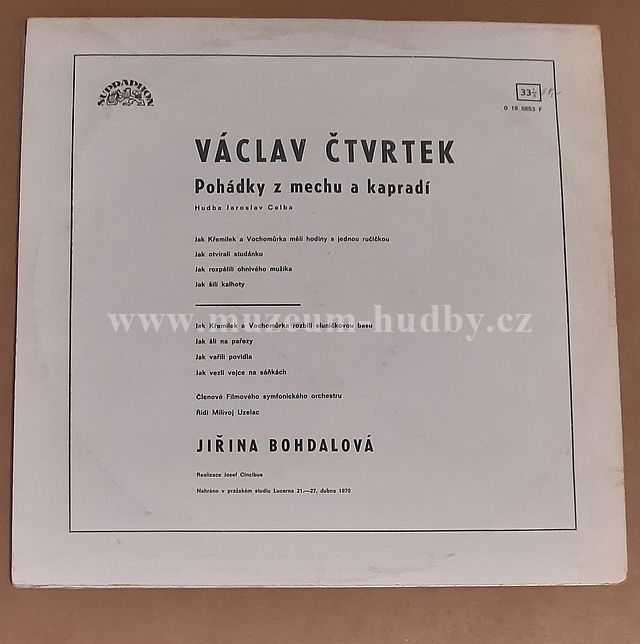 SUPRAPHON
33⅓
0 18 0853 F
VÁCLAV ČTVRTEK
Pohádky z mechu a kapradí
Hudba Jaroslav Celba
Jak Křemílek a Vochomůrka měli hodiny s jednou ručičkou
Jak otvírali studánku
Jak rozpálili ohnivého mužíka
Jak šili kalhoty
www.muzeum-hudby.cz
Jak Křemílek a Vochomůrka rozbili sluníčkovou basu
Jak šli na pařezy
Jak vařili povidla
Jak vezli vejce na sáňkách
Členové Filmového symfonického orchestru
Řídí Milivoj Uzelac
JIŘINA BOHDALOVÁ
Realizace Josef Cincibus
Nahráno v pražském studiu Lucerna 21.—27. dubna 1970